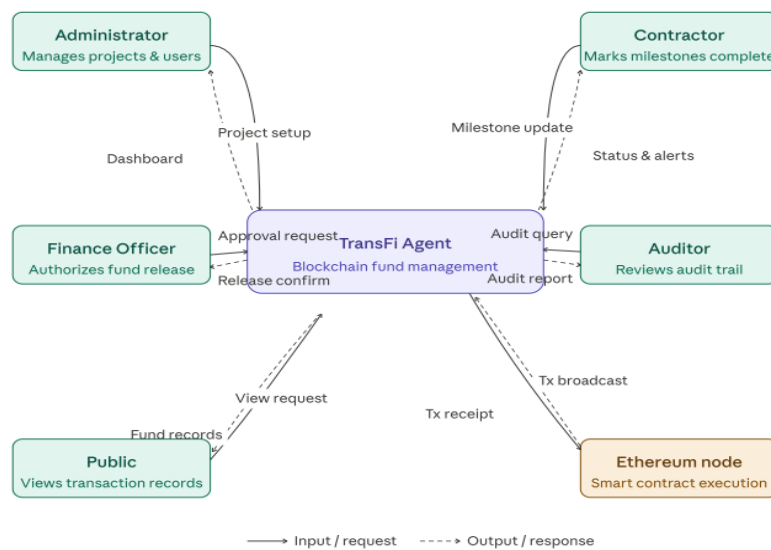 Administrator
Manages projects & users
Contractor
Marks milestones complete
Project setup
Milestone update
Dashboard
Status & alerts
Finance Officer
Authorizes fund release
Approval request
Release confirm
TransFi Agent
Blockchain fund management
Audit query
Audit report
Auditor
Reviews audit trail
Tx broadcast
View request
Tx receipt
Fund records
Public
Views transaction records
Ethereum node
Smart contract execution
Input / request
Output / response